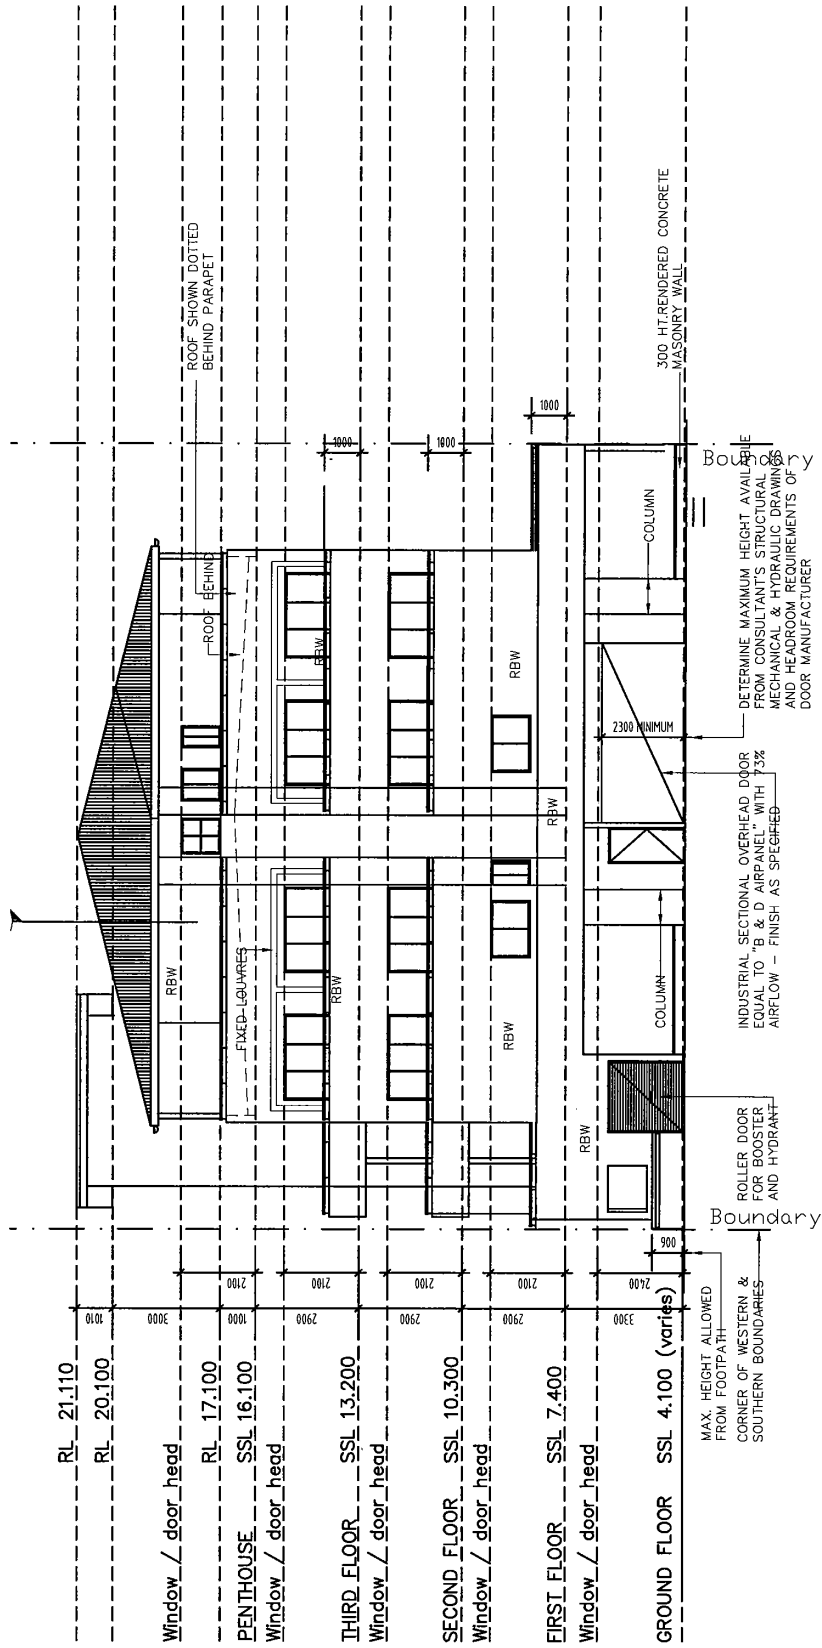 RL 21.110
RL 20.100
Window / door head
RL 17.100
PENTHOUSE SSL 16.100
Window / door head
THIRD FLOOR SSL 13.200
Window / door head
SECOND FLOOR SSL 10.300
Window / door head
FIRST FLOOR SSL 7.400
Window / door head
GROUND FLOOR SSL 4.100 (varies)
1010
3000
1000
2900
2900
2900
3300
2100
2100
2100
2100
2400
900
MAX. HEIGHT ALLOWED
FROM FOOTPATH
CORNER OF WESTERN &
SOUTHERN BOUNDARIES
Boundary
ROLLER DOOR
FOR BOOSTER
AND HYDRANT
RBW
RBW
FIXED LOUVRES
RBW
RBW
COLUMN
INDUSTRIAL SECTIONAL OVERHEAD DOOR
EQUAL TO "B & D AIRPANEL" WITH 73%
AIRFLOW – FINISH AS SPECIFIED
RBW
2300 MINIMUM
ROOF BEHIND
RBW
RBW
COLUMN
DETERMINE MAXIMUM HEIGHT AVAILABLE
FROM CONSULTANT'S STRUCTURAL
MECHANICAL & HYDRAULIC DRAWINGS
AND HEADROOM REQUIREMENTS OF
DOOR MANUFACTURER
Boundary
1000
1000
1000
ROOF SHOWN DOTTED
BEHIND PARAPET
300 HT.RENDERED CONCRETE
MASONRY WALL